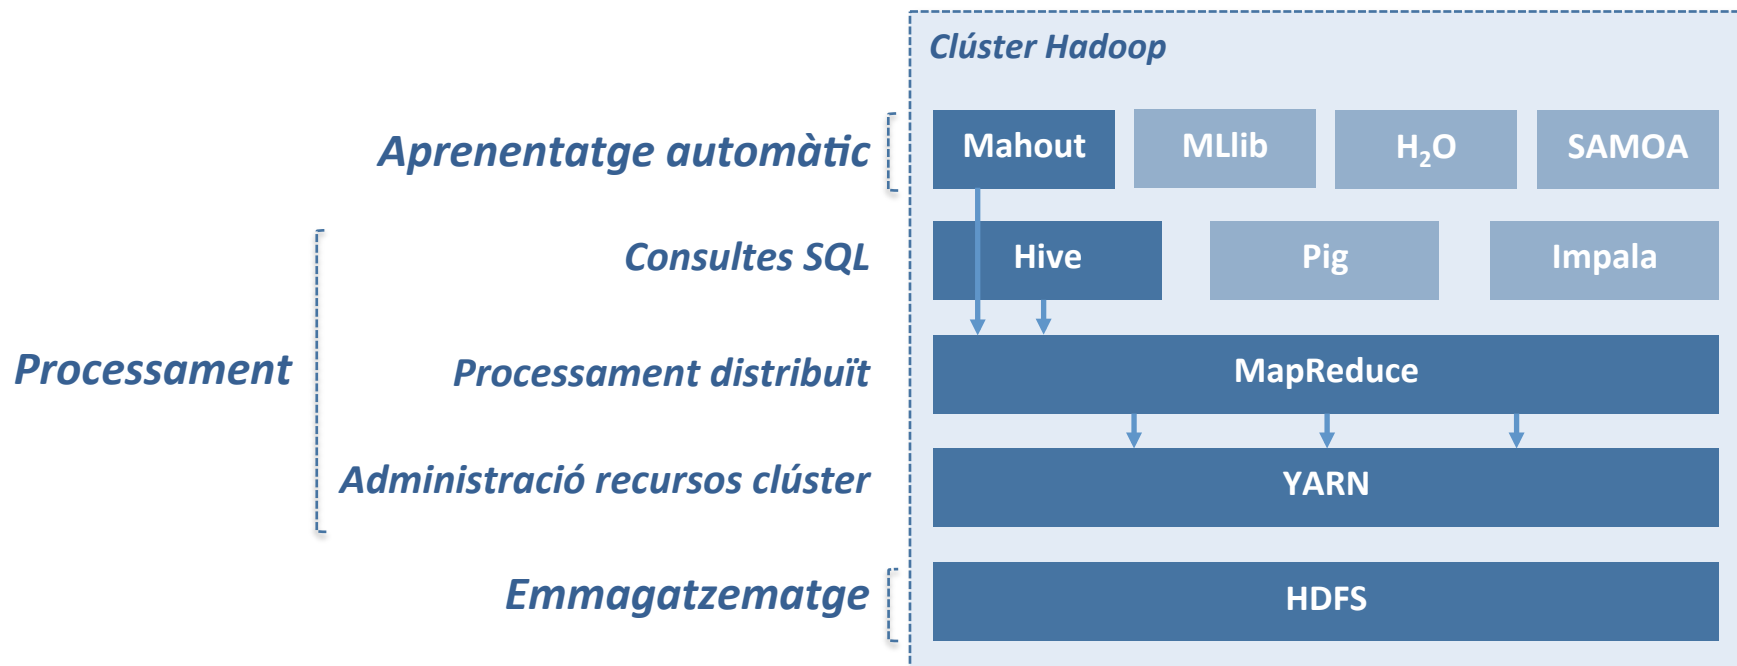 Clúster Hadoop
Aprenentatge automàtic
Mahout
MLlib
H₂O
SAMOA
Consultes SQL
Hive
Pig
Impala
Processament
Processament distribuït
MapReduce
Administració recursos clúster
YARN
Emmagatzematge
HDFS